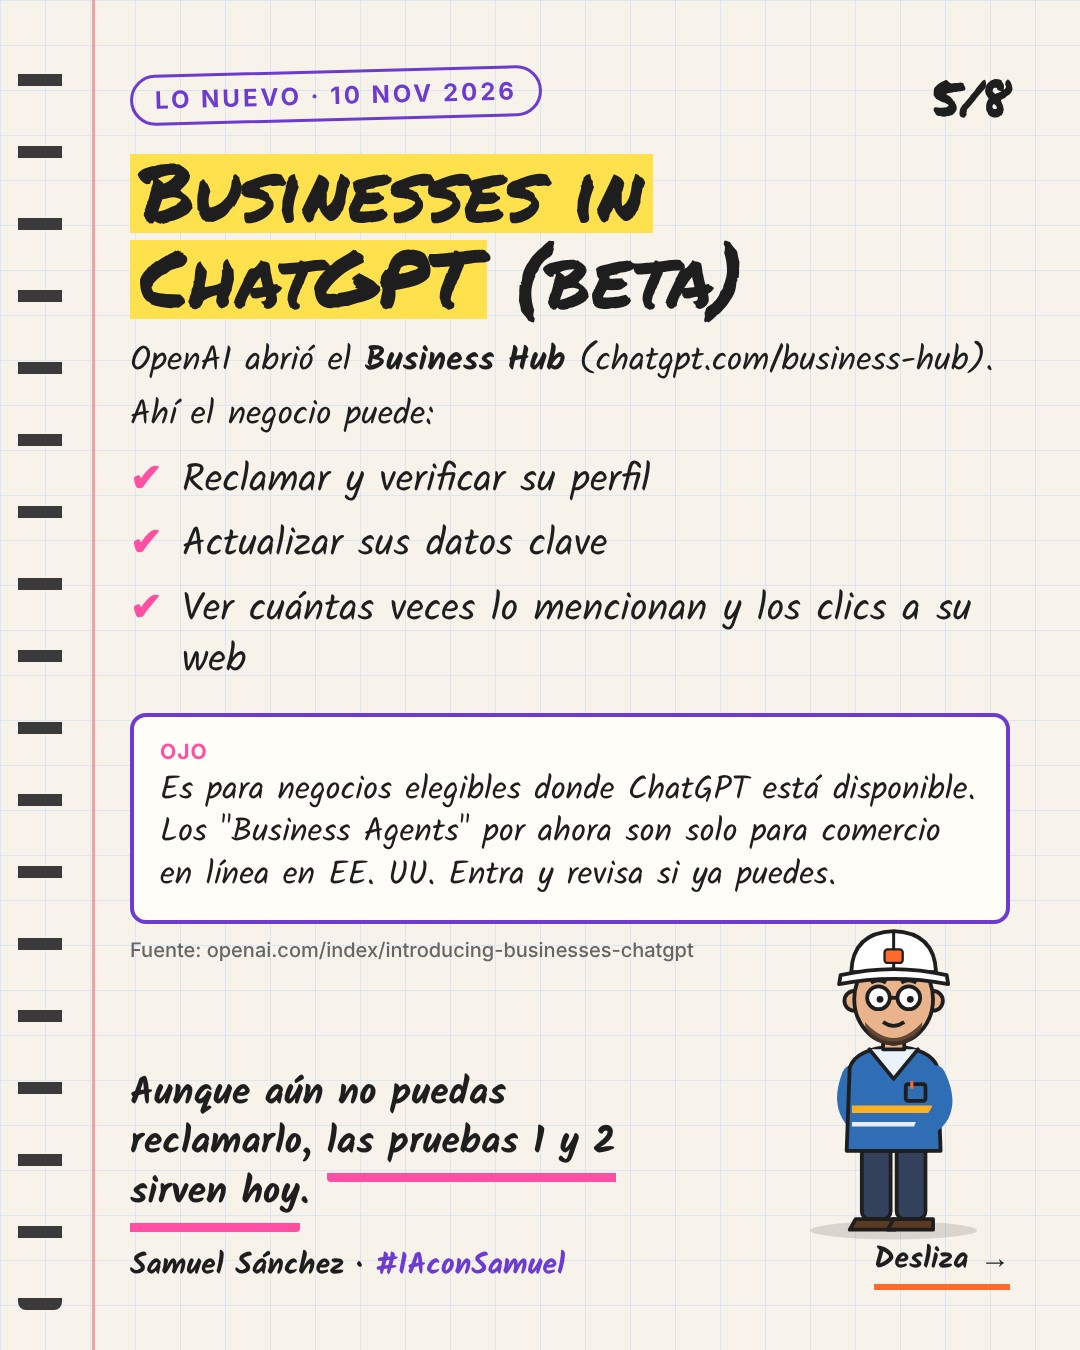 LO NUEVO · 10 NOV 2026
5/8
BUSINESSES IN
CHATGPT (BETA)
OpenAI abrió el Business Hub (chatgpt.com/business-hub).
Ahí el negocio puede:
✔ Reclamar y verificar su perfil
✔ Actualizar sus datos clave
✔ Ver cuántas veces lo mencionan y los clics a su
web
OJO
Es para negocios elegibles donde ChatGPT está disponible.
Los "Business Agents" por ahora son solo para comercio
en línea en EE. UU. Entra y revisa si ya puedes.
Fuente: openai.com/index/introducing-businesses-chatgpt
Aunque aún no puedas
reclamarlo, las pruebas 1 y 2
sirven hoy.
Samuel Sánchez · #IAconSamuel
Desliza →